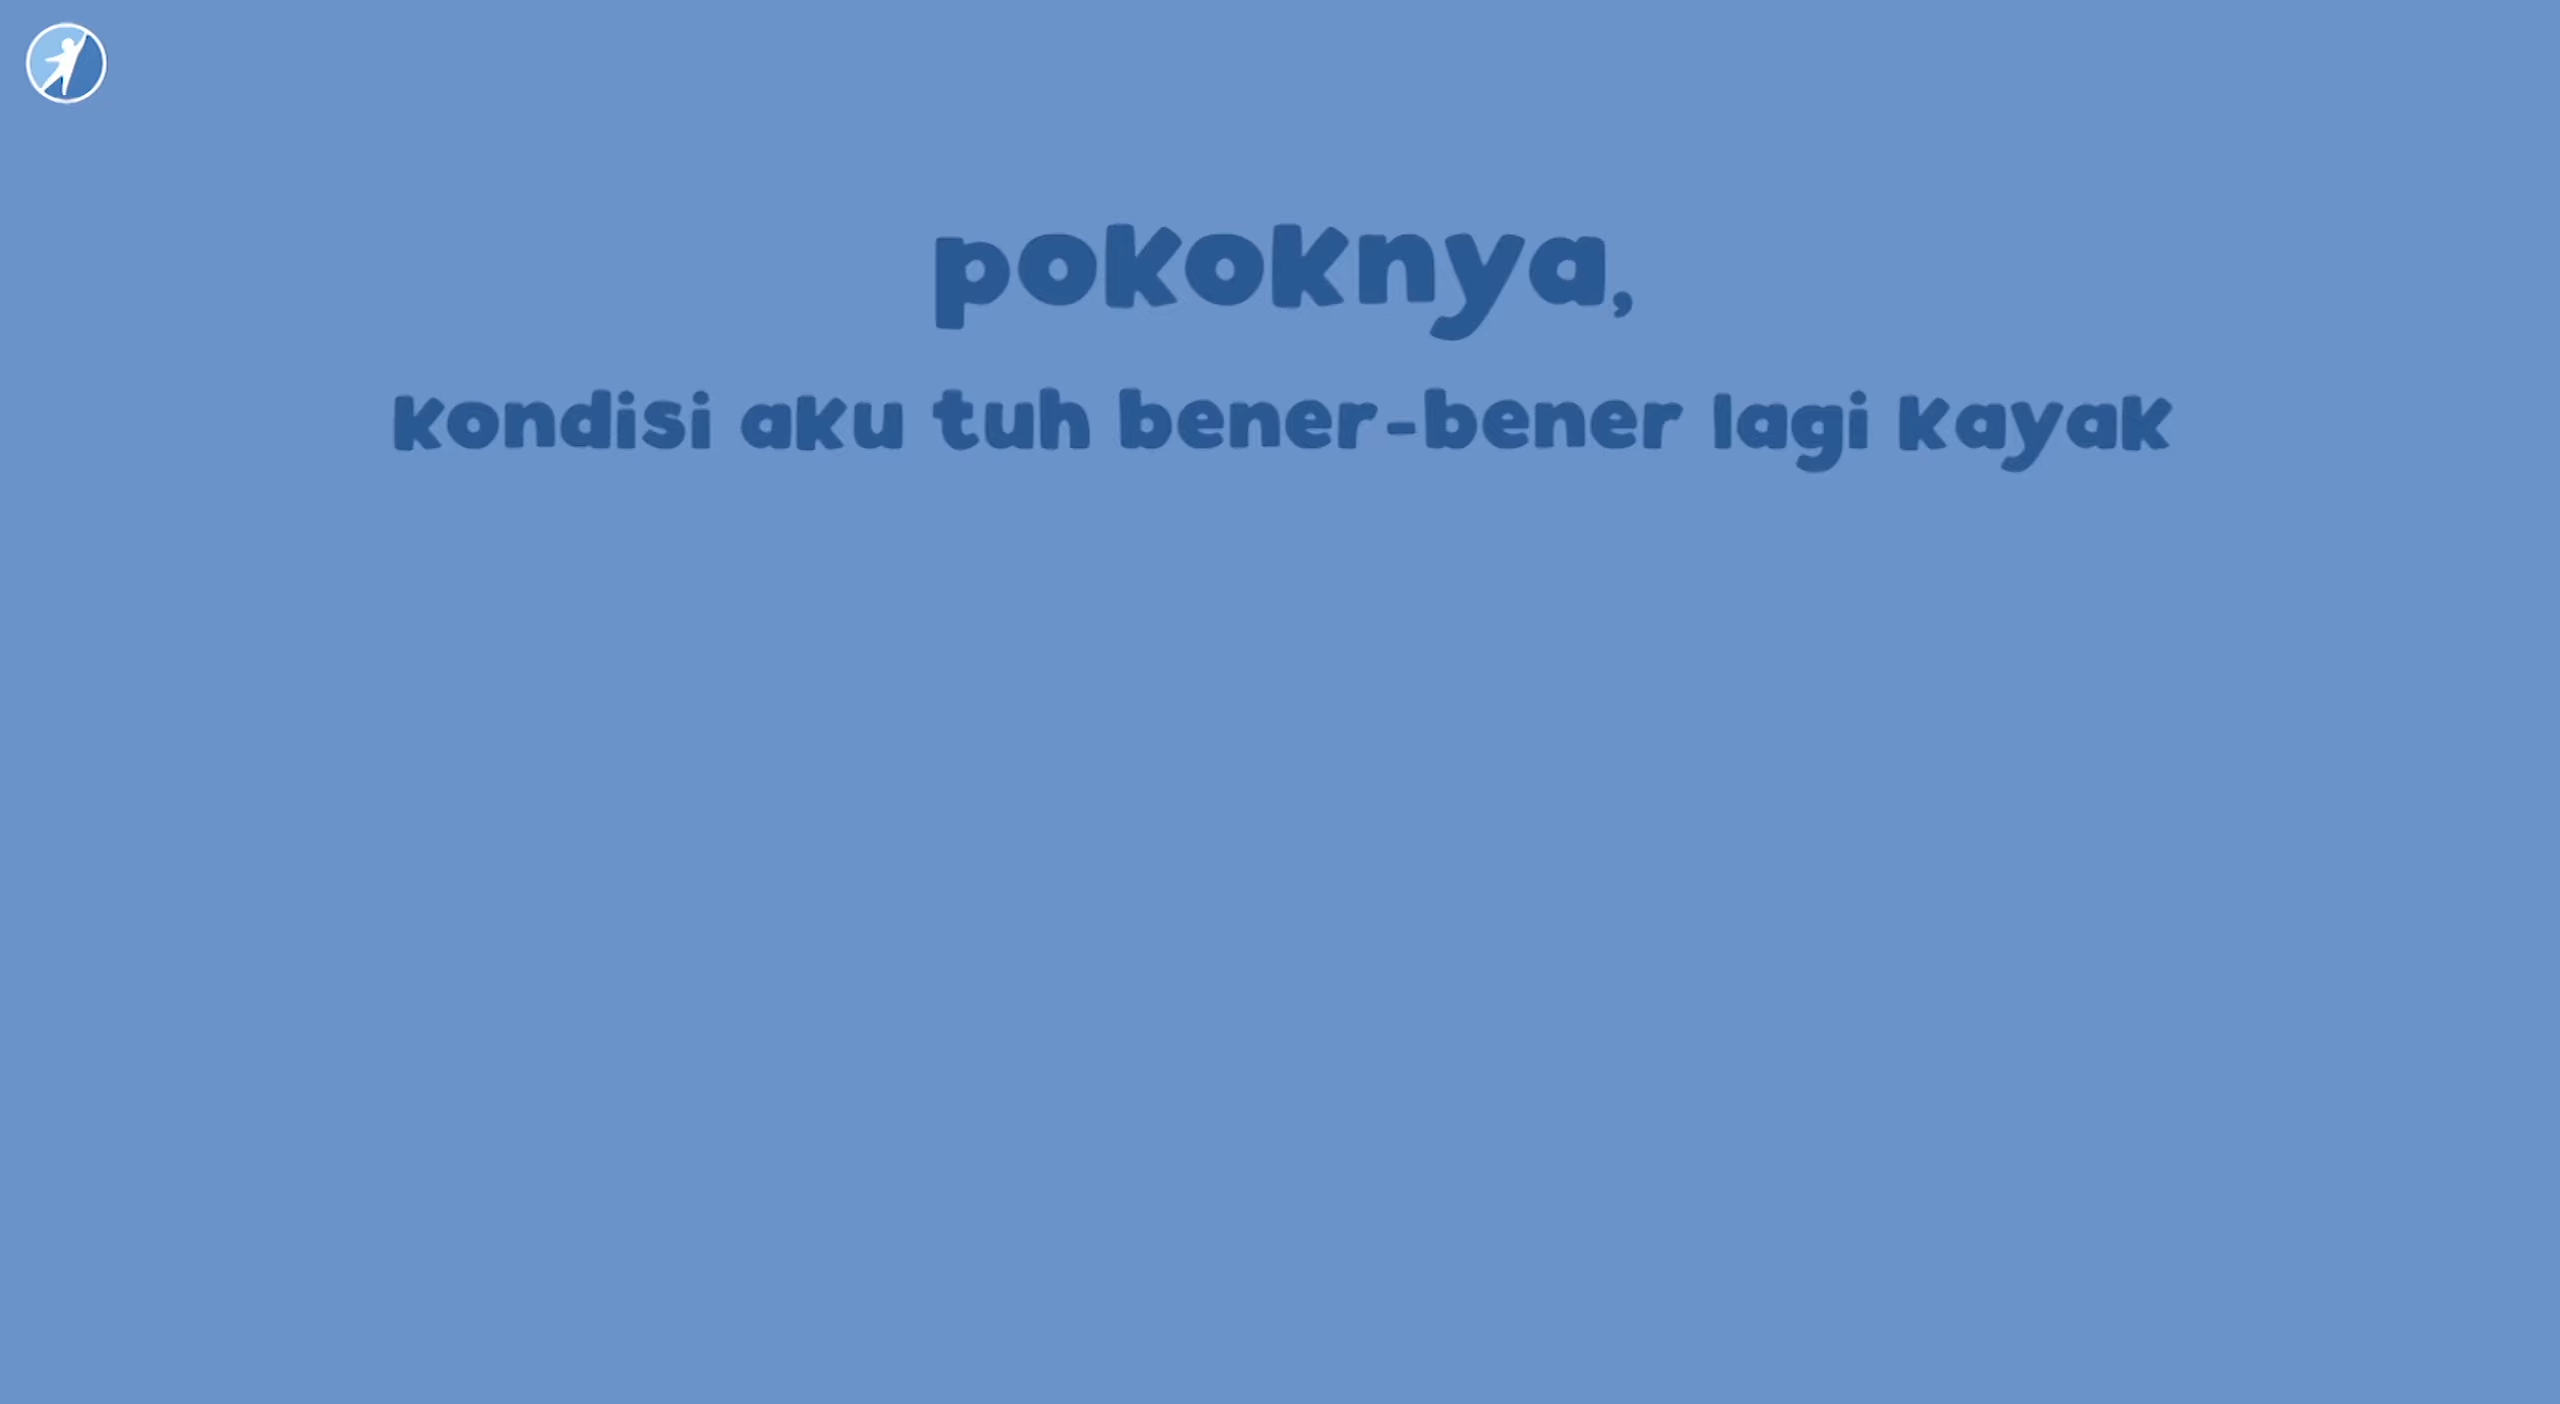 pokoknya,
kondisi aku tuh bener-bener lagi kayak